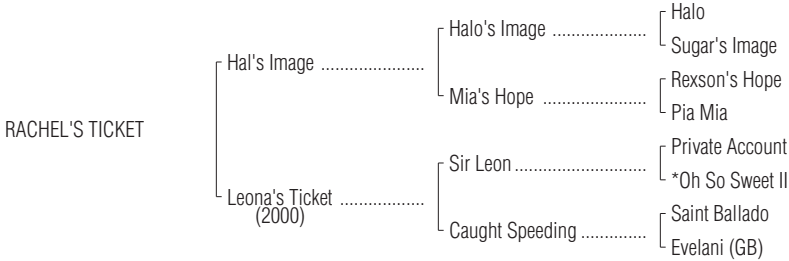 Halo
Halo's Image ....................
Sugar's Image
Hal's Image ......................
Rexson's Hope
Mia's Hope ......................
Pia Mia
RACHEL'S TICKET
Private Account
Sir Leon............................
*Oh So Sweet II
Leona's Ticket ..................
(2000)
Saint Ballado
Caught Speeding ..............
Evelani (GB)